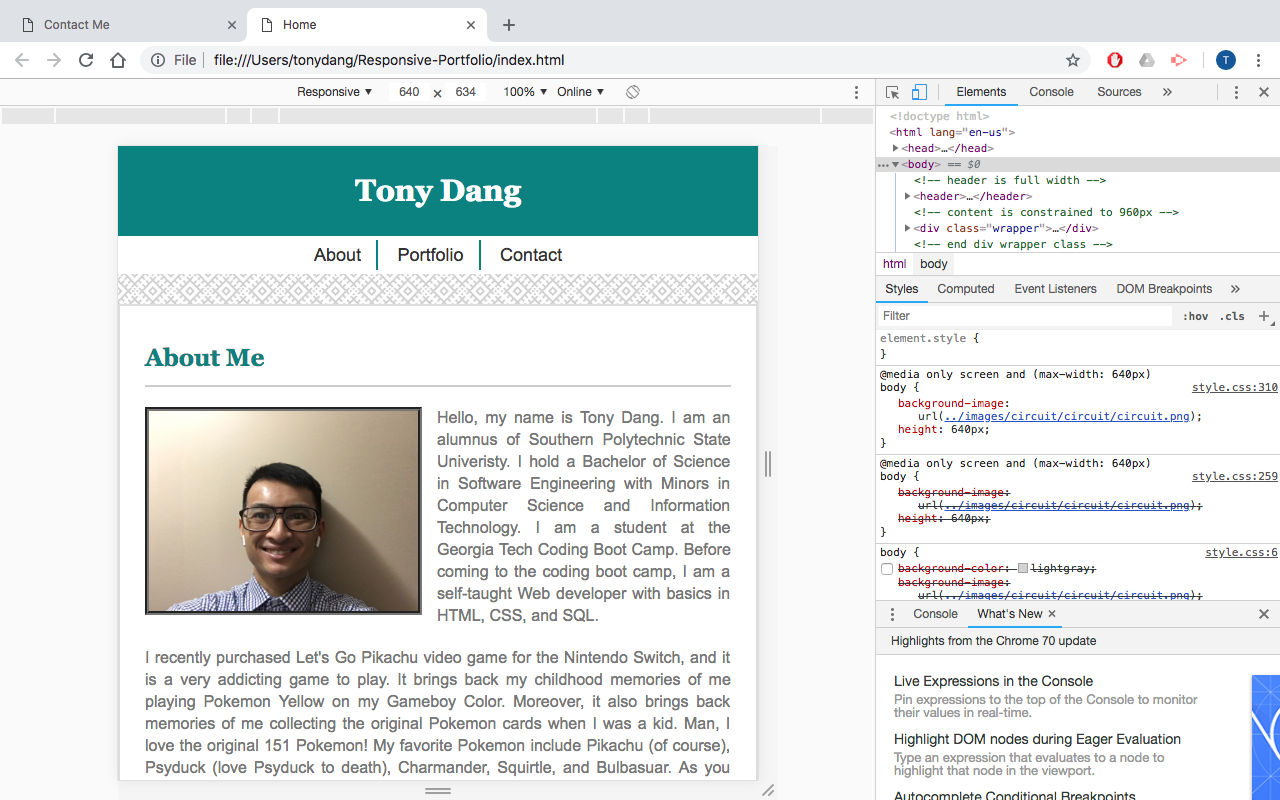 Contact Me
Home
File
file:///Users/tonydang/Responsive-Portfolio/index.html
T
Responsive ▼ 640 × 634 100% ▼ Online ▼
Tony Dang
About
Portfolio
Contact
About Me
Hello, my name is Tony Dang. I am an
alumnus of Southern Polytechnic State
Univeristy. I hold a Bachelor of Science
in Software Engineering with Minors in
Computer Science and Information
Technology. I am a student at the
Georgia Tech Coding Boot Camp. Before
coming to the coding boot camp, I am a
self-taught Web developer with basics in
HTML, CSS, and SQL.
I recently purchased Let's Go Pikachu video game for the Nintendo Switch, and it
is a very addicting game to play. It brings back my childhood memories of me
playing Pokemon Yellow on my Gameboy Color. Moreover, it also brings back
memories of me collecting the original Pokemon cards when I was a kid. Man, I
love the original 151 Pokemon! My favorite Pokemon include Pikachu (of course),
Psyduck (love Psyduck to death), Charmander, Squirtle, and Bulbasuar. As you
Elements Console Sources »
<!doctype html>
<html lang="en-us">
<head>…</head>
<body> == $0
<!-- header is full width -->
<header>…</header>
<!-- content is constrained to 960px -->
<div class="wrapper">…</div>
<!-- end div wrapper class -->
html body
Styles Computed Event Listeners DOM Breakpoints »
Filter :hov .cls +
element.style {
}
@media only screen and (max-width: 640px)
body { style.css:310
background-image:
url(../images/circuit/circuit/circuit.png);
height: 640px;
}
@media only screen and (max-width: 640px)
body { style.css:259
background-image:
url(../images/circuit/circuit/circuit.png);
height: 640px;
}
body { style.css:6
background-color: lightgray;
background-image:
url(../images/circuit/circuit/circuit.png);
Console What's New ×
Highlights from the Chrome 70 update
Live Expressions in the Console
Pin expressions to the top of the Console to monitor
their values in real-time.
Highlight DOM nodes during Eager Evaluation
Type an expression that evaluates to a node to
highlight that node in the viewport.
Autocomplete Conditional Breakpoints